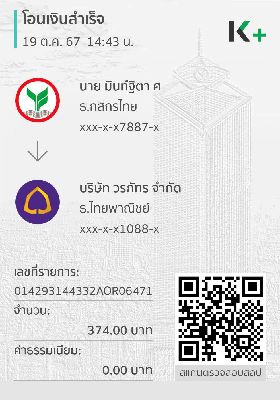 โอนเงินสำเร็จ
19 ต.ค. 67 14:43 น.
K+
นาย มินท์ฐิตา ศ
ธ.กสิกรไทย
xxx-x-x7887-x
บริษัท วรภัทร จำกัด
ธ.ไทยพาณิชย์
xxx-x-x1088-x
เลขที่รายการ:
014293144332AOR06471
จำนวน:
374.00 บาท
ค่าธรรมเนียม:
0.00 บาท
สแกนตรวจสอบสลิป